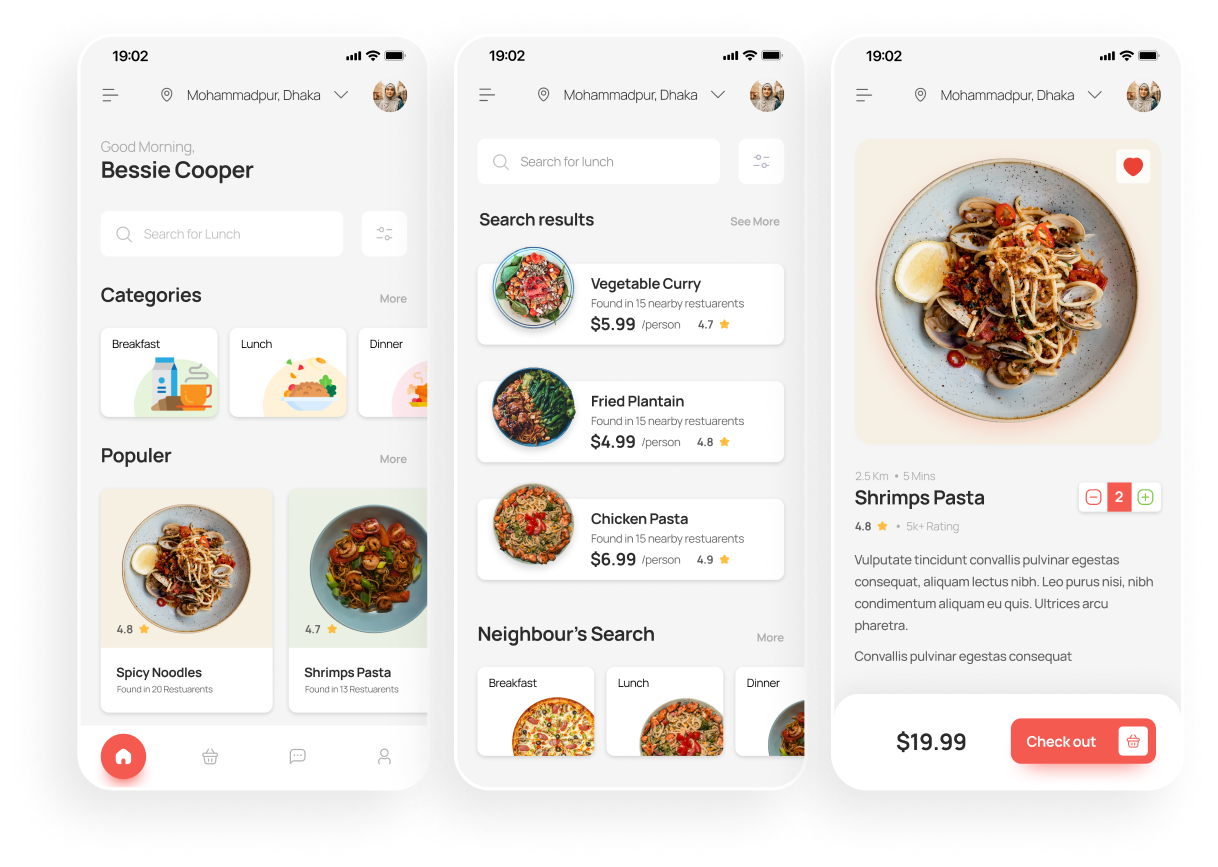 19:02
Mohammadpur, Dhaka
Good Morning,
Bessie Cooper
Search for Lunch
Categories
More
Breakfast
Lunch
Dinner
Populer
More
4.8
4.7
Spicy Noodles
Found in 20 Restuarents
Shrimps Pasta
Found in 13 Restuarents
19:02
Mohammadpur, Dhaka
Search for lunch
Search results
See More
Vegetable Curry
Found in 15 nearby restuarents
$5.99 /person 4.7
Fried Plantain
Found in 15 nearby restuarents
$4.99 /person 4.8
Chicken Pasta
Found in 15 nearby restuarents
$6.99 /person 4.9
Neighbour's Search
More
Breakfast
Lunch
Dinner
19:02
Mohammadpur, Dhaka
2.5 Km • 5 Mins
Shrimps Pasta
2
4.8 • 5k+ Rating
Vulputate tincidunt convallis pulvinar egestas
consequat, aliquam lectus nibh. Leo purus nisi, nibh
condimentum aliquam eu quis. Ultrices arcu
pharetra.
Convallis pulvinar egestas consequat
$19.99
Check out